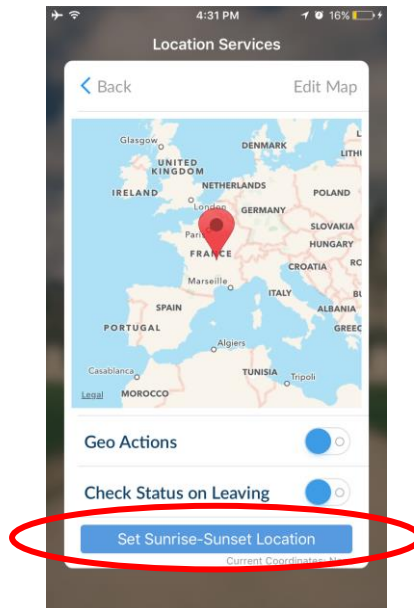 4:31 PM
16%
Location Services
Back
Edit Map
Glasgow
DENMARK
UNITED
KINGDOM
IRELAND
NETHERLANDS
London
POLAND
GERMANY
SLOVAKIA
FRANCE
HUNGARY
CROATIA
Marseille
ITALY
SPAIN
ALBANIA
PORTUGAL
Algiers
Casablanca
TUNISIA
Tripoli
Legal
MOROCCO
Geo Actions
Check Status on Leaving
Set Sunrise-Sunset Location
Current Coordinates: